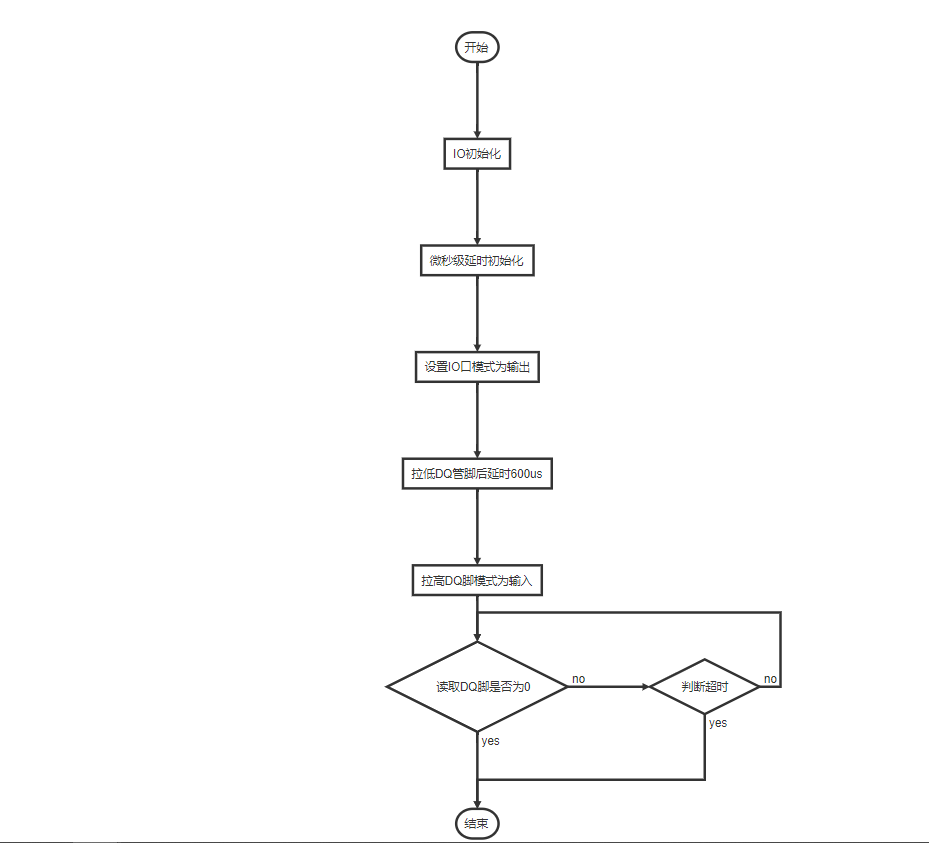 开始
IO初始化
微秒级延时初始化
设置IO口模式为输出
拉低DQ管脚后延时600us
拉高DQ脚模式为输入
读取DQ脚是否为0
no
判断超时
no
yes
yes
结束